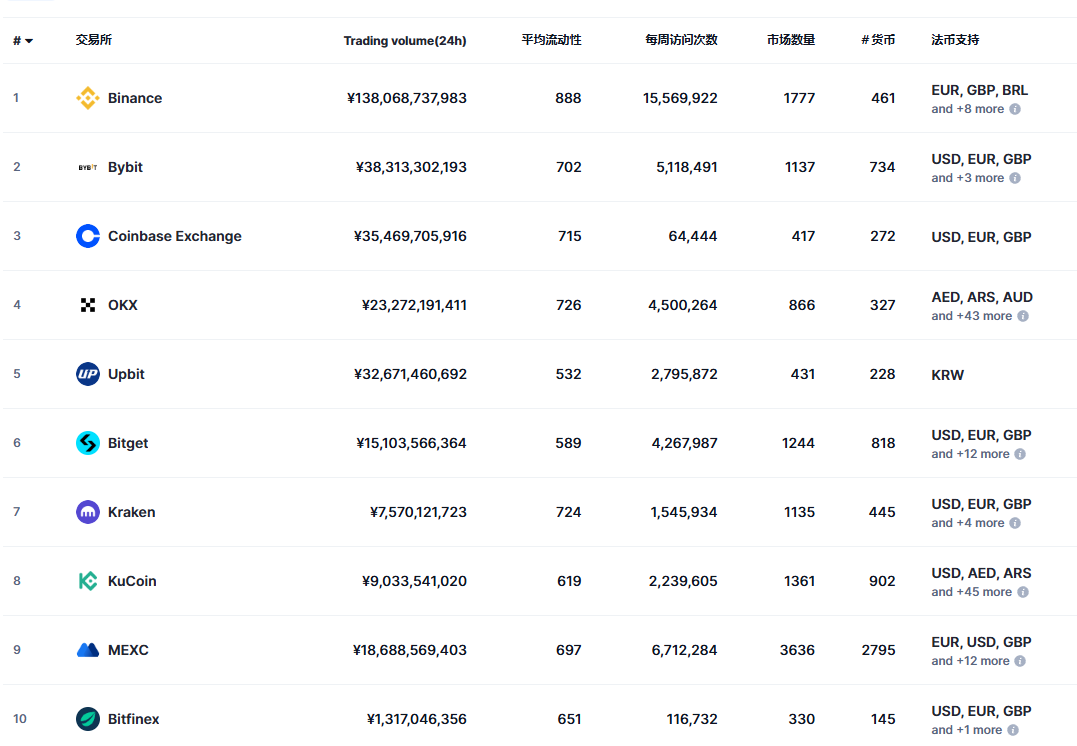 # 交易所 Trading volume(24h) 平均流动性 每周访问次数 市场数量 # 货币 法币支持
1 Binance ¥138,068,737,983 888 15,569,922 1777 461 EUR, GBP, BRL
and +8 more
2 BYBIT Bybit ¥38,313,302,193 702 5,118,491 1137 734 USD, EUR, GBP
and +3 more
3 Coinbase Exchange ¥35,469,705,916 715 64,444 417 272 USD, EUR, GBP
4 OKX ¥23,272,191,411 726 4,500,264 866 327 AED, ARS, AUD
and +43 more
5 UP Upbit ¥32,671,460,692 532 2,795,872 431 228 KRW
6 Bitget ¥15,103,566,364 589 4,267,987 1244 818 USD, EUR, GBP
and +12 more
7 Kraken ¥7,570,121,723 724 1,545,934 1135 445 USD, EUR, GBP
and +4 more
8 KuCoin ¥9,033,541,020 619 2,239,605 1361 902 USD, AED, ARS
and +45 more
9 MEXC ¥18,688,569,403 697 6,712,284 3636 2795 EUR, USD, GBP
and +12 more
10 Bitfinex ¥1,317,046,356 651 116,732 330 145 USD, EUR, GBP
and +1 more